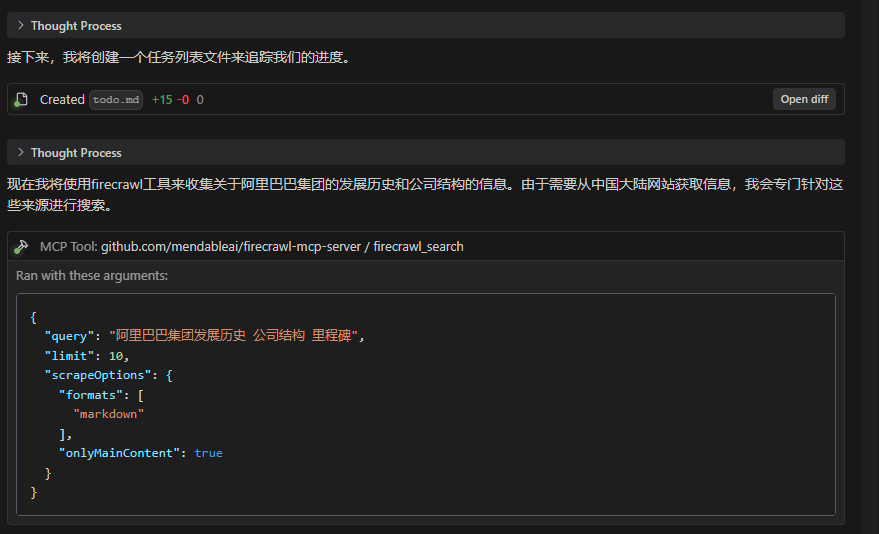 Thought Process
接下来，我将创建一个任务列表文件来追踪我们的进度。
Created todo.md +15 -0 0 Open diff
Thought Process
现在我将使用firecrawl工具来收集关于阿里巴巴集团的发展历史和公司结构的信息。由于需要从中国大陆网站获取信息，我会专门针对这
些来源进行搜索。
MCP Tool: github.com/mendableai/firecrawl-mcp-server / firecrawl_search
Ran with these arguments:
{
  "query": "阿里巴巴集团发展历史 公司结构 里程碑",
  "limit": 10,
  "scrapeOptions": {
    "formats": [
      "markdown"
    ],
    "onlyMainContent": true
  }
}